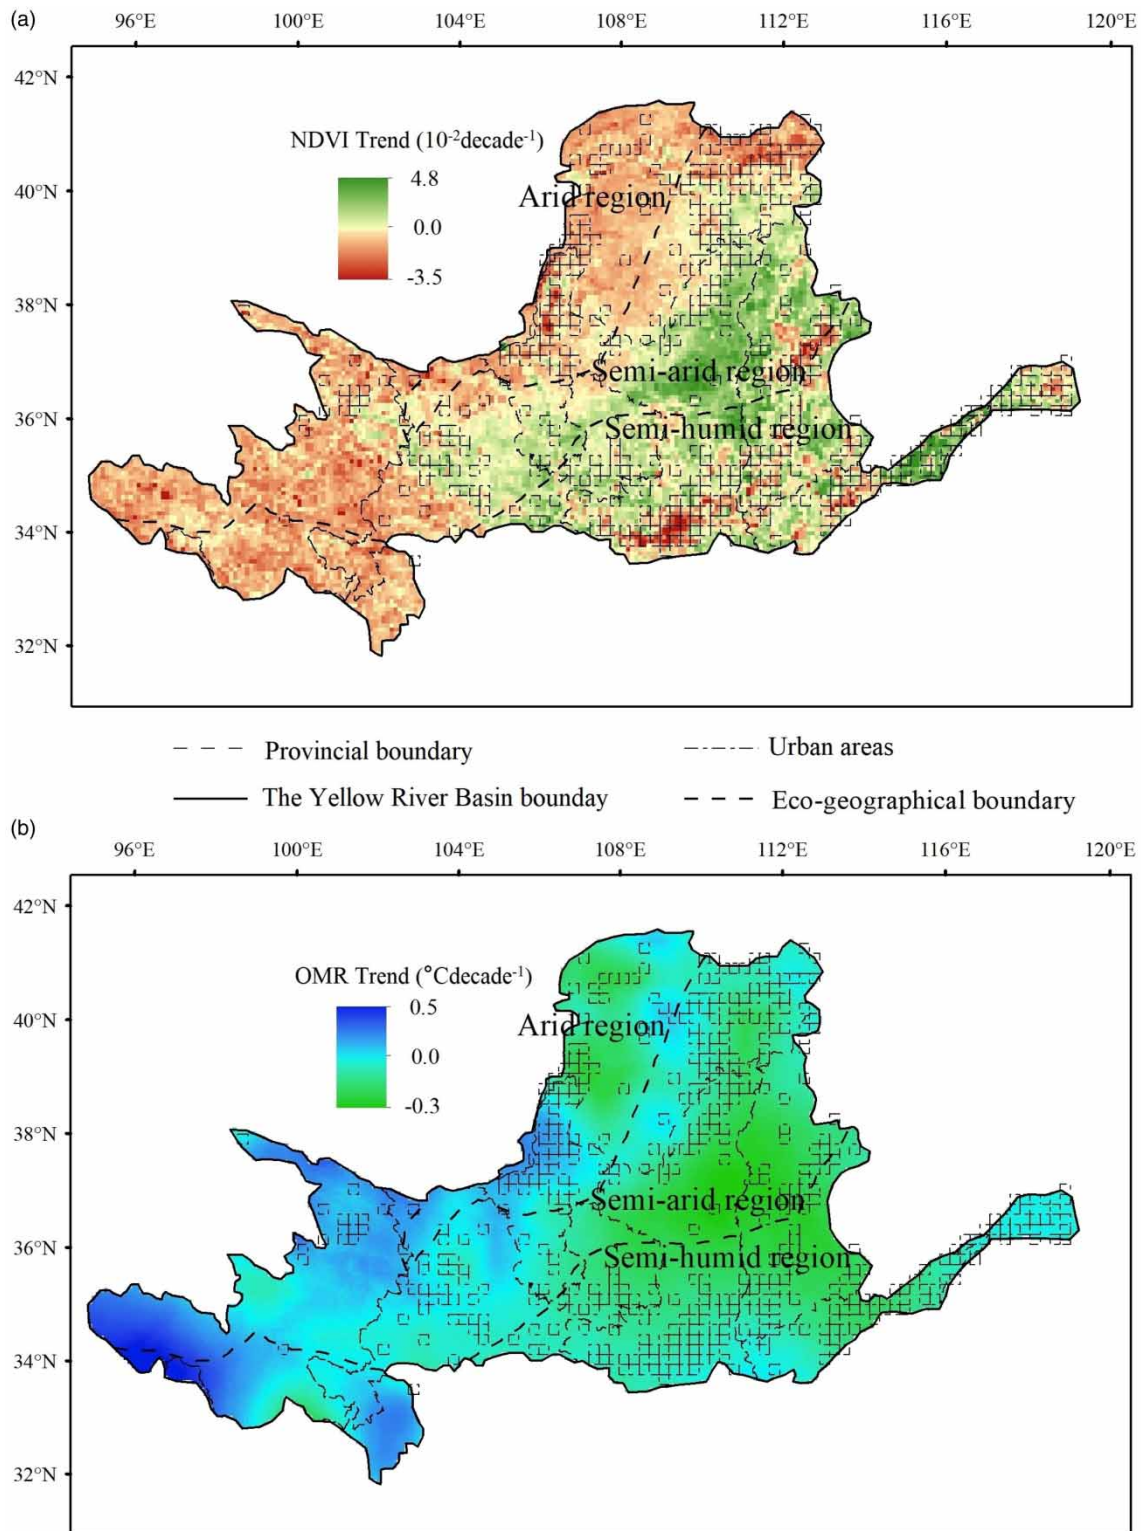 (a)
96°E 100°E 104°E 108°E 112°E 116°E 120°E
42°N
NDVI Trend (10-2decade-1)
4.8
40°N
Arid region
0.0
-3.5
38°N
Semi-arid region
36°N
Semi-humid region
34°N
32°N
Provincial boundary
Urban areas
The Yellow River Basin bounday
Eco-geographical boundary
(b)
96°E 100°E 104°E 108°E 112°E 116°E 120°E
42°N
OMR Trend (°Cdecade-1)
0.5
40°N
Arid region
0.0
-0.3
38°N
Semi-arid region
36°N
Semi-humid region
34°N
32°N